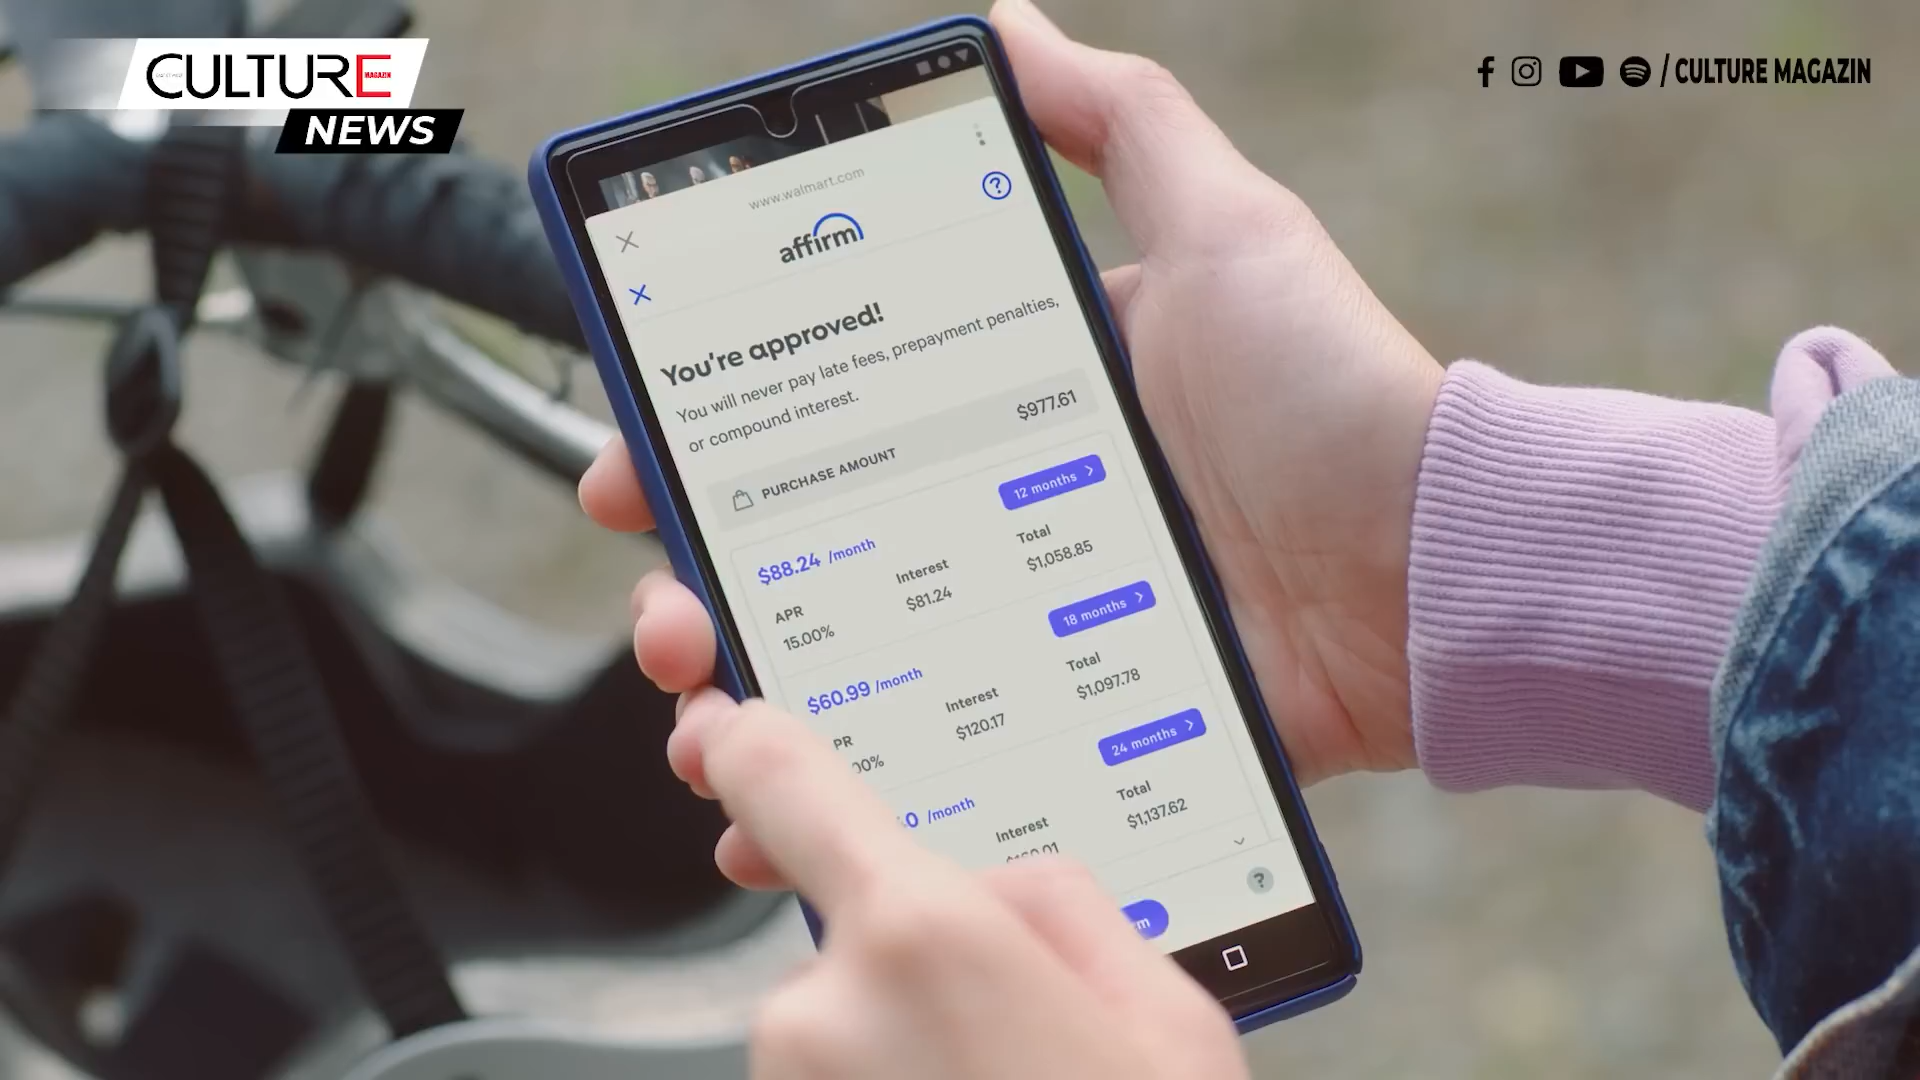 CULTURE
MAGAZIN
NEWS
/ CULTURE MAGAZIN
www.walmart.com
affirm
You're approved!
You will never pay late fees, prepayment penalties,
or compound interest.
PURCHASE AMOUNT $977.61
12 months
$88.24 /month
APR Interest Total
15.00% $81.24 $1,058.85
18 months
$60.99 /month
Interest Total
$120.17 $1,097.78
24 months
/month
Interest Total
$1,137.62